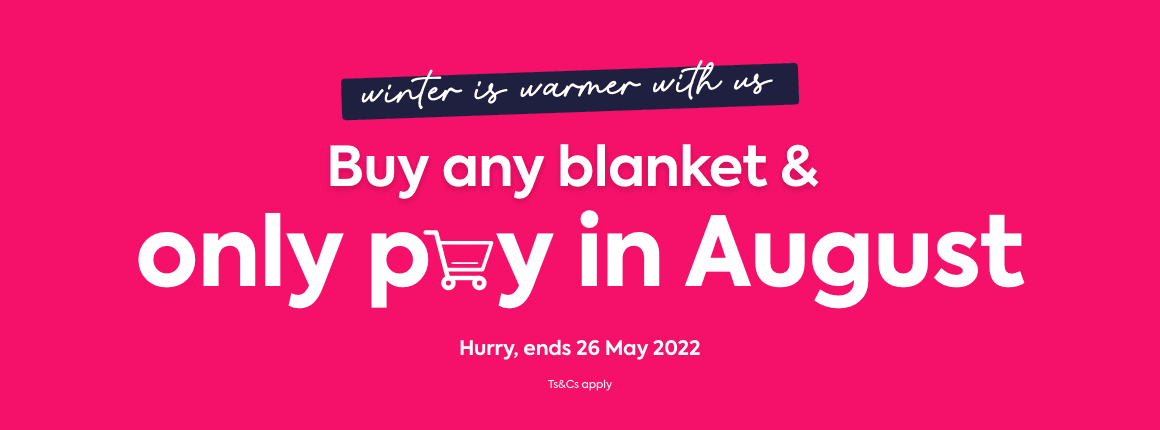 winter is warmer with us
Buy any blanket &
only pay in August
Hurry, ends 26 May 2022
Ts&Cs apply